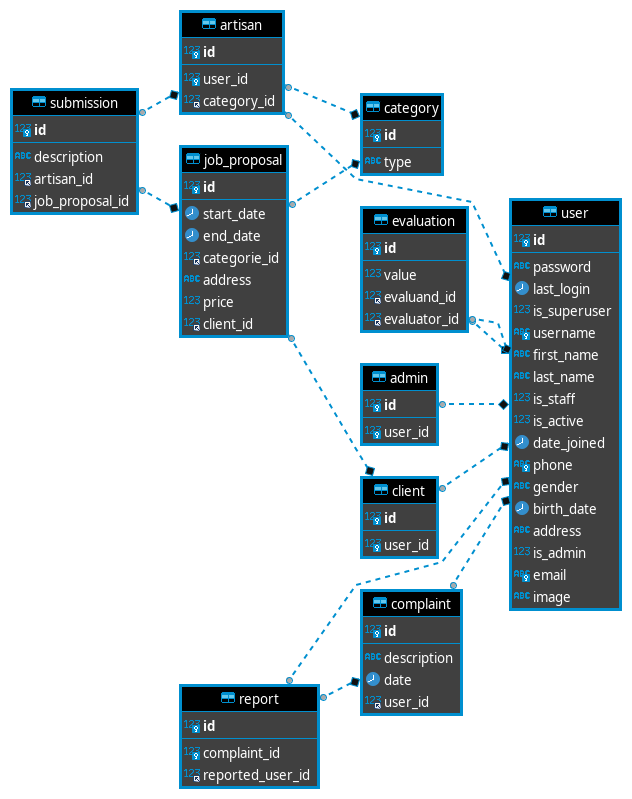 artisan
id
user_id
category_id
submission
id
description
artisan_id
job_proposal_id
category
id
type
job_proposal
id
start_date
end_date
categorie_id
address
price
client_id
evaluation
id
value
evaluand_id
evaluator_id
user
id
password
last_login
is_superuser
username
first_name
last_name
is_staff
is_active
date_joined
phone
gender
birth_date
address
is_admin
email
image
admin
id
user_id
client
id
user_id
complaint
id
description
date
user_id
report
id
complaint_id
reported_user_id